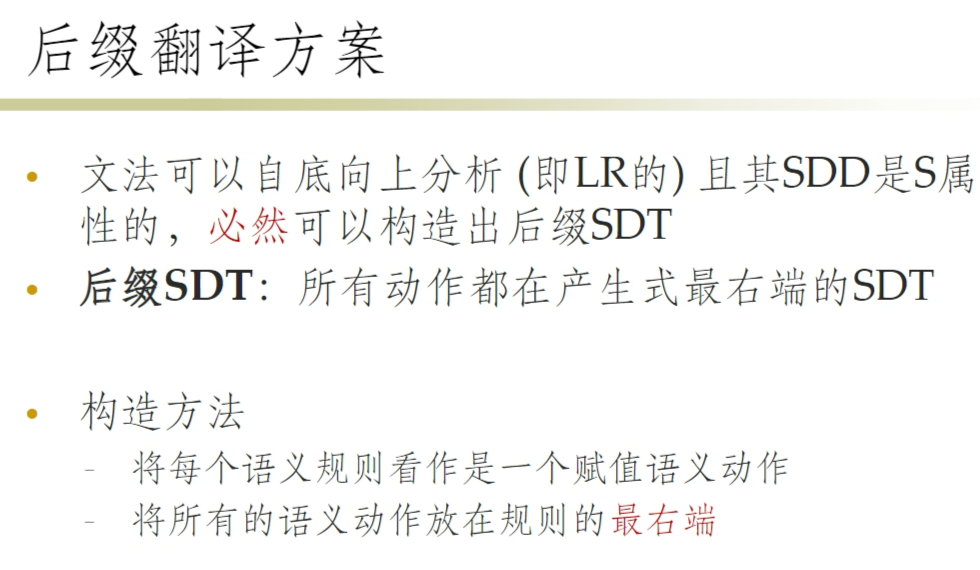 后缀翻译方案
• 文法可以自底向上分析 (即LR的) 且其SDD是S属
性的，必然可以构造出后缀SDT
• 后缀SDT：所有动作都在产生式最右端的SDT
• 构造方法
- 将每个语义规则看作是一个赋值语义动作
- 将所有的语义动作放在规则的最右端